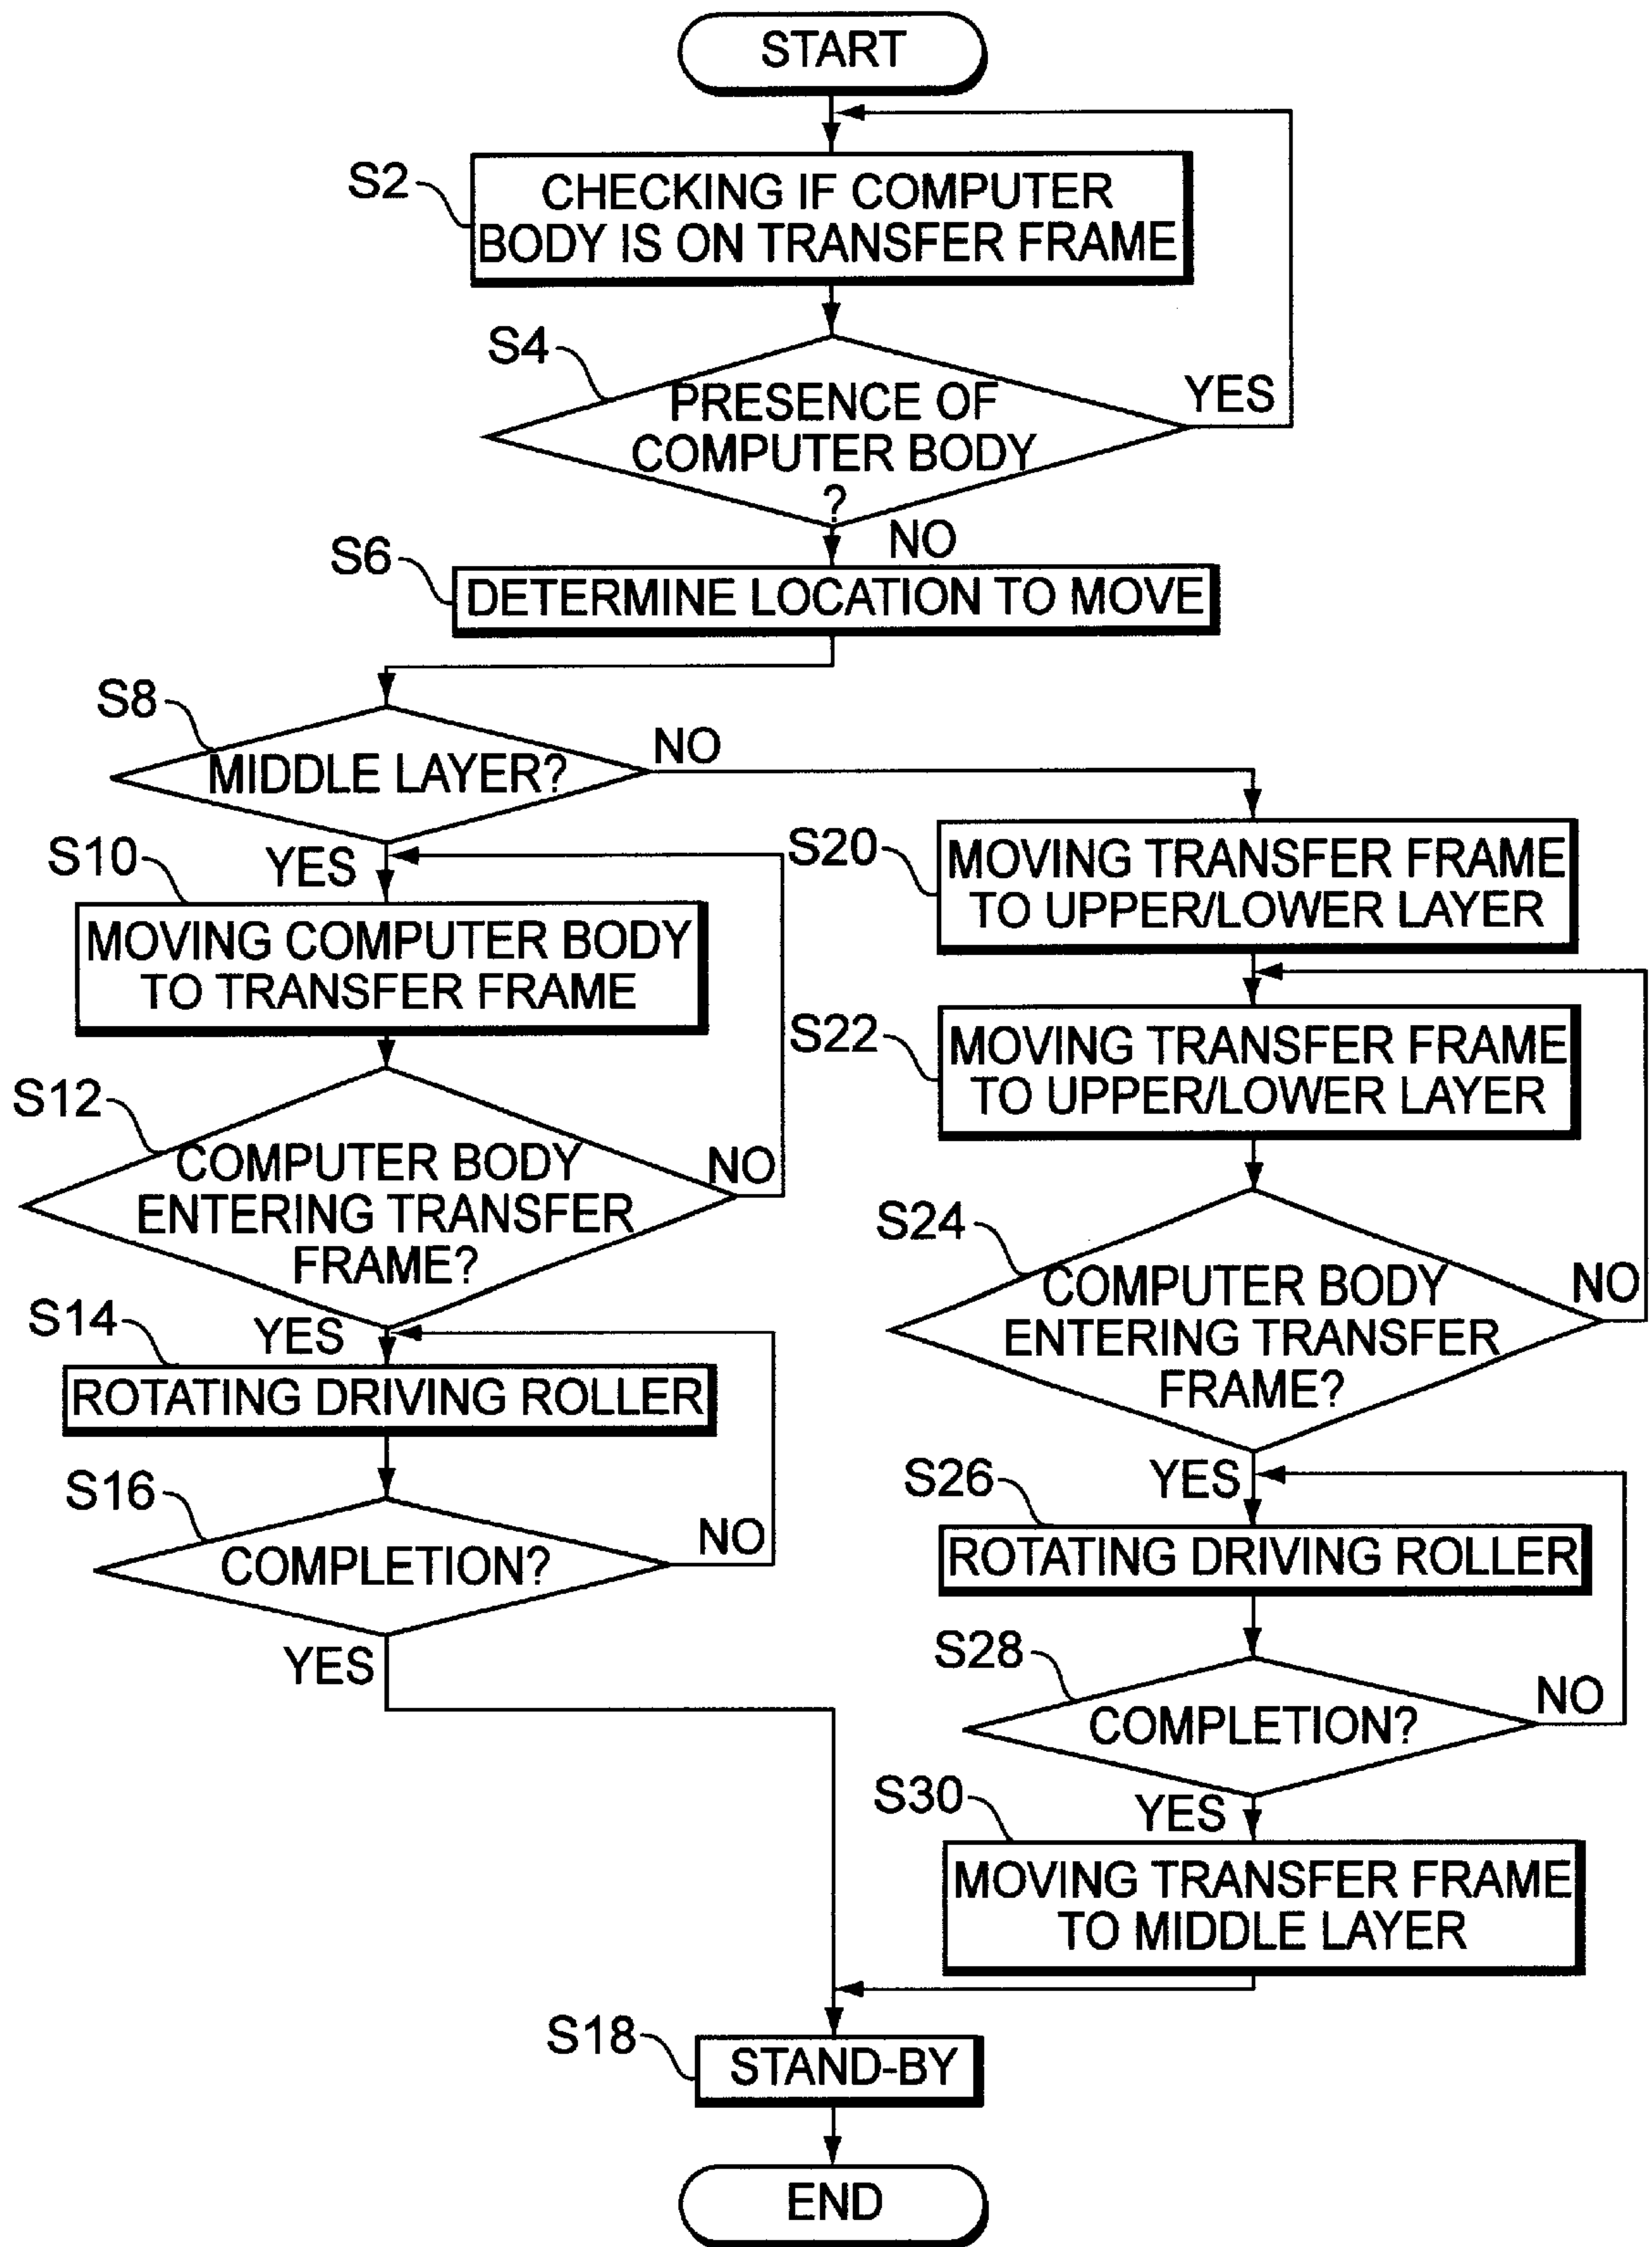 START
S2
CHECKING IF COMPUTER
BODY IS ON TRANSFER FRAME
S4
PRESENCE OF
COMPUTER BODY
?
YES
NO
S6
DETERMINE LOCATION TO MOVE
S8
MIDDLE LAYER?
NO
YES
S10
MOVING COMPUTER BODY
TO TRANSFER FRAME
S12
COMPUTER BODY
ENTERING TRANSFER
FRAME?
NO
YES
S14
ROTATING DRIVING ROLLER
S16
COMPLETION?
NO
YES
S20
MOVING TRANSFER FRAME
TO UPPER/LOWER LAYER
S22
MOVING TRANSFER FRAME
TO UPPER/LOWER LAYER
S24
COMPUTER BODY
ENTERING TRANSFER
FRAME?
NO
YES
S26
ROTATING DRIVING ROLLER
S28
COMPLETION?
NO
YES
S30
MOVING TRANSFER FRAME
TO MIDDLE LAYER
S18
STAND-BY
END